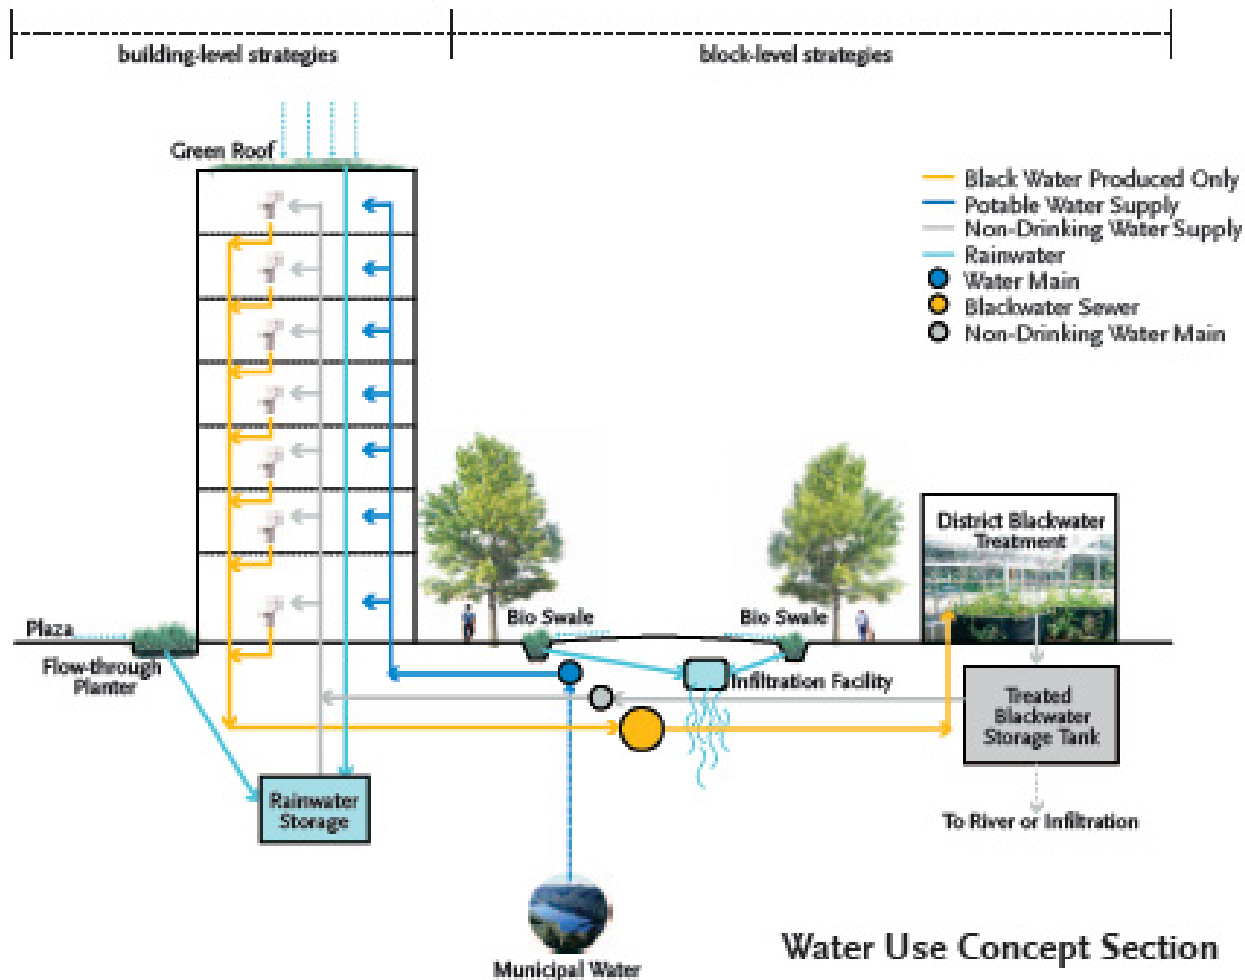 building-level strategies
block-level strategies
Green Roof
Black Water Produced Only
Potable Water Supply
Non-Drinking Water Supply
Rainwater
Water Main
Blackwater Sewer
Non-Drinking Water Main
District Blackwater
Treatment
Plaza
Flow-through
Planter
Bio Swale
Bio Swale
Infiltration Facility
Treated
Blackwater
Storage Tank
Rainwater
Storage
To River or Infiltration
Municipal Water
Water Use Concept Section